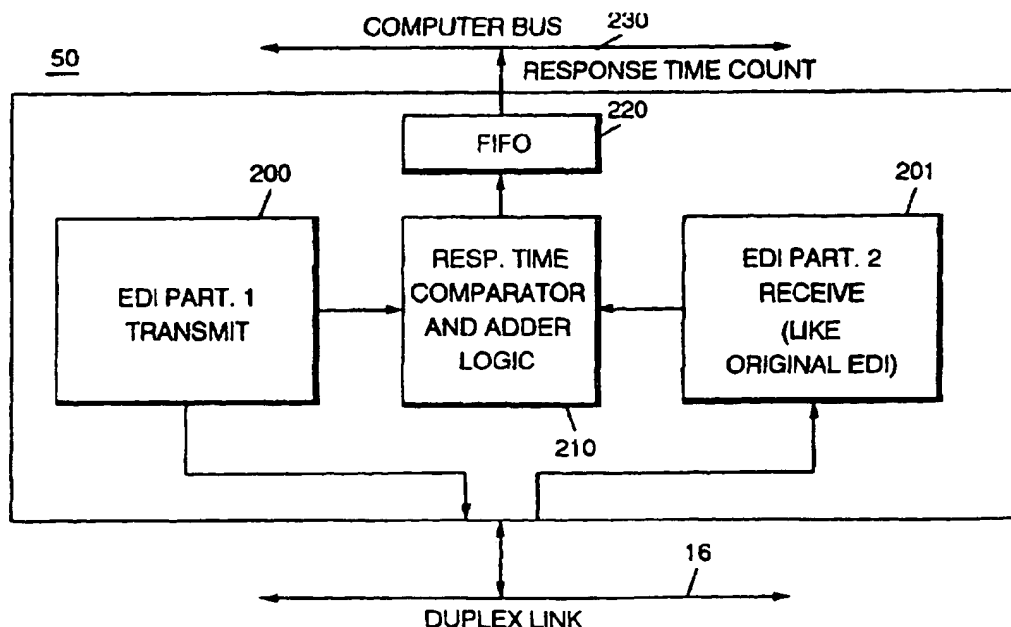 COMPUTER BUS
230
50
RESPONSE TIME COUNT
220
FIFO
200
201
EDI PART. 1
TRANSMIT
RESP. TIME
COMPARATOR
AND ADDER
LOGIC
EDI PART. 2
RECEIVE
(LIKE
ORIGINAL EDI)
210
16
DUPLEX LINK